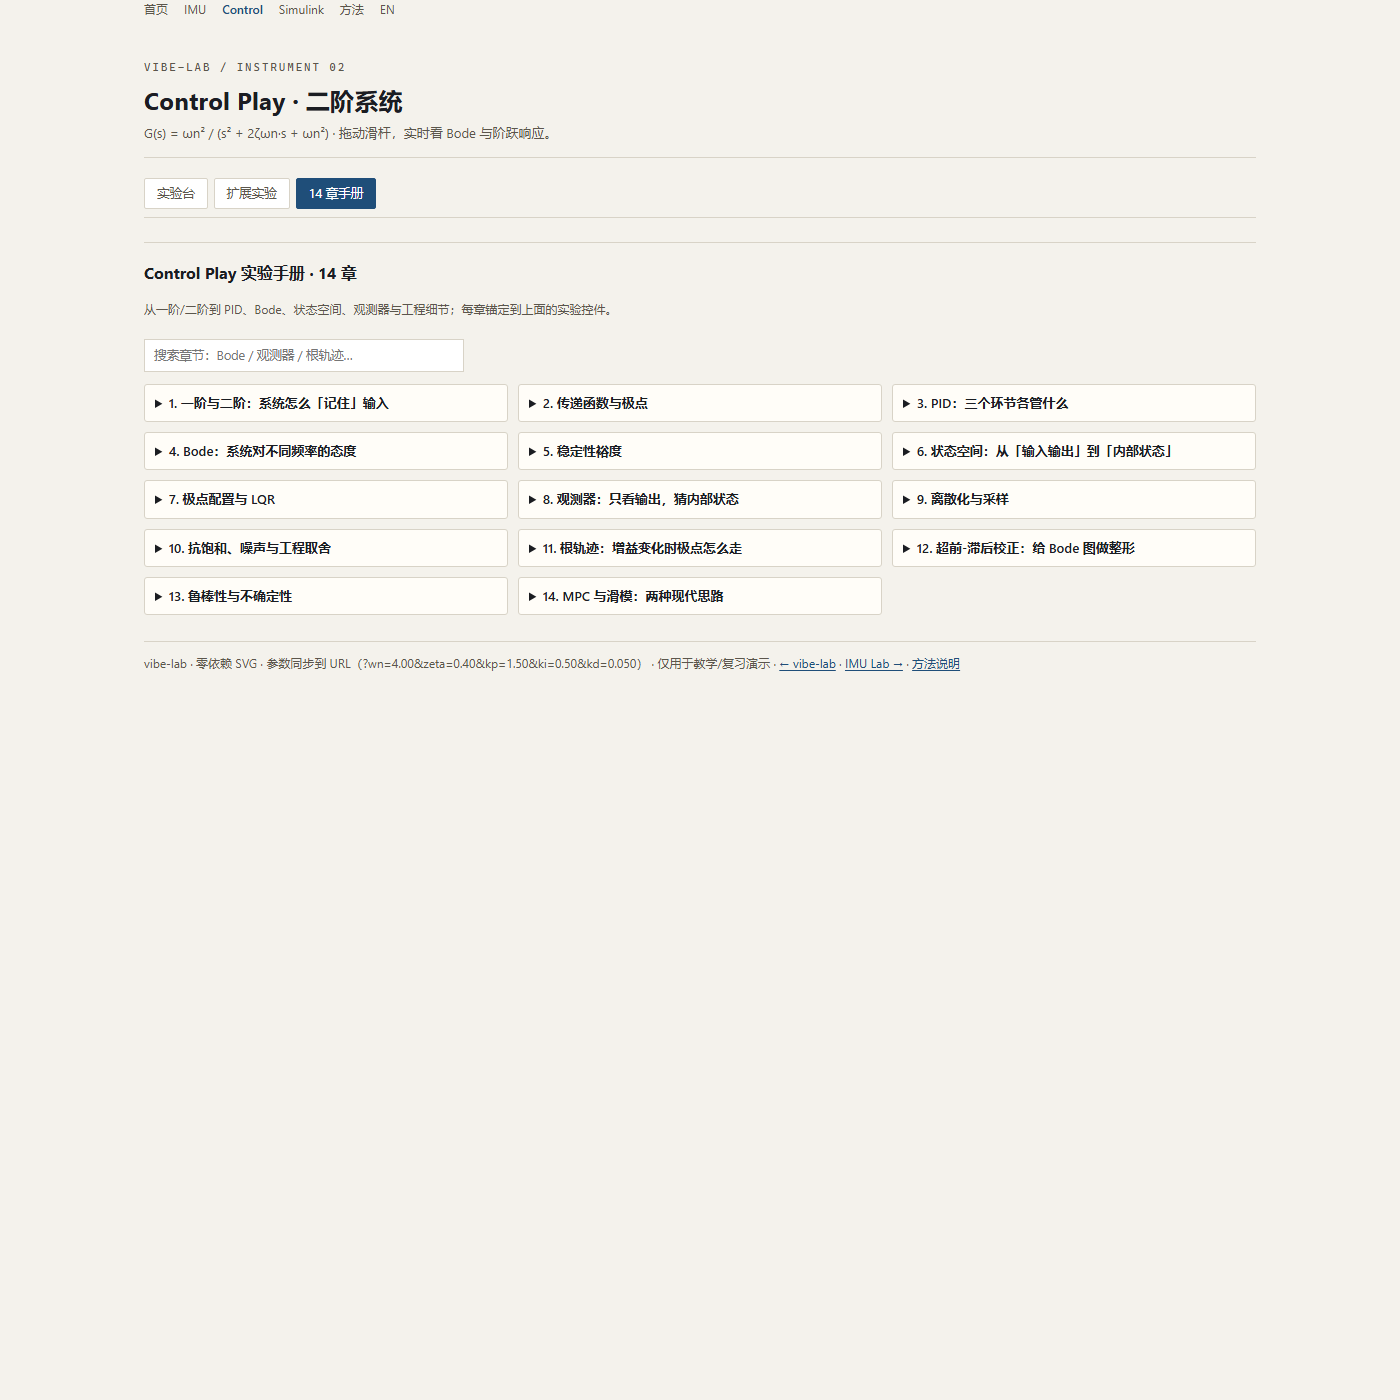 首页 IMU Control Simulink 方法 EN
VIBE-LAB / INSTRUMENT 02
Control Play · 二阶系统
G(s) = ωn² / (s² + 2ζωn·s + ωn²) · 拖动滑杆，实时看 Bode 与阶跃响应。
实验台 扩展实验 14 章手册
Control Play 实验手册 · 14 章
从一阶/二阶到 PID、Bode、状态空间、观测器与工程细节；每章锚定到上面的实验控件。
搜索章节：Bode / 观测器 / 根轨迹…
▶ 1. 一阶与二阶：系统怎么「记住」输入
▶ 2. 传递函数与极点
▶ 3. PID：三个环节各管什么
▶ 4. Bode：系统对不同频率的态度
▶ 5. 稳定性裕度
▶ 6. 状态空间：从「输入输出」到「内部状态」
▶ 7. 极点配置与 LQR
▶ 8. 观测器：只看输出，猜内部状态
▶ 9. 离散化与采样
▶ 10. 抗饱和、噪声与工程取舍
▶ 11. 根轨迹：增益变化时极点怎么走
▶ 12. 超前-滞后校正：给 Bode 图做整形
▶ 13. 鲁棒性与不确定性
▶ 14. MPC 与滑模：两种现代思路
vibe-lab · 零依赖 SVG · 参数同步到 URL（?wn=4.00&zeta=0.40&kp=1.50&ki=0.50&kd=0.050） · 仅用于教学/复习演示 · ← vibe-lab · IMU Lab → · 方法说明